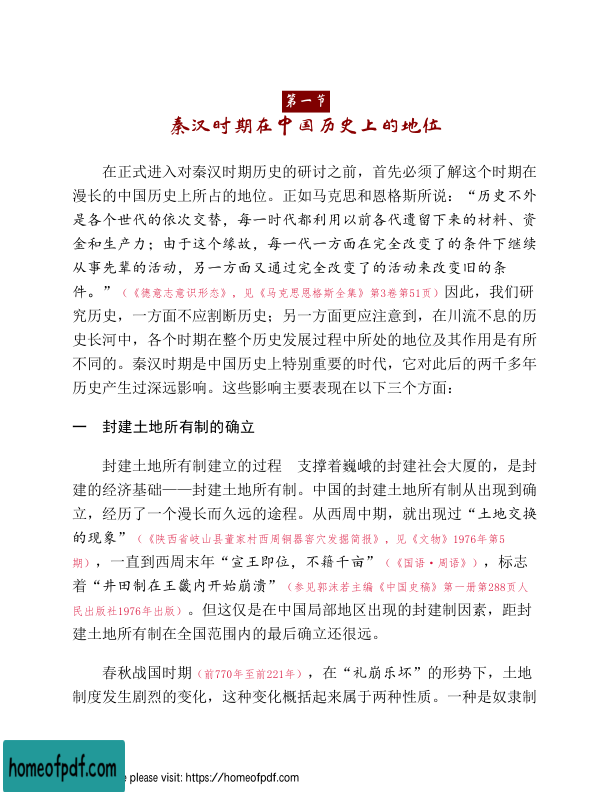 第一节
秦汉时期在中国历史上的地位
在正式进入对秦汉时期历史的研讨之前，首先必须了解这个时期在
漫长的中国历史上所占的地位。正如马克思和恩格斯所说：“历史不外
是各个世代的依次交替，每一时代都利用以前各代遗留下来的材料、资
金和生产力；由于这个缘故，每一代一方面在完全改变了的条件下继续
从事先辈的活动，另一方面又通过完全改变了的活动来改变旧的条
件。”（《德意志意识形态》，见《马克思恩格斯全集》第3卷第51页）因此，我们研
究历史，一方面不应割断历史；另一方面更应注意到，在川流不息的历
史长河中，各个时期在整个历史发展过程中所处的地位及其作用是有所
不同的。秦汉时期是中国历史上特别重要的时代，它对此后的两千多年
历史产生过深远影响。这些影响主要表现在以下三个方面：
一　封建土地所有制的确立
封建土地所有制建立的过程　支撑着巍峨的封建社会大厦的，是封
建的经济基础——封建土地所有制。中国的封建土地所有制从出现到确
立，经历了一个漫长而久远的途程。从西周中期，就出现过“土地交换
的现象”（《陕西省岐山县董家村西周铜器窖穴发掘简报》，见《文物》1976年第5
期），一直到西周末年“宣王即位，不籍千亩”（《国语·周语》），标志
着“井田制在王畿内开始崩溃”（参见郭沫若主编《中国史稿》第一册第288页人
民出版社1976年出版）。但这仅是在中国局部地区出现的封建制因素，距封
建土地所有制在全国范围内的最后确立还很远。
春秋战国时期（前770年至前221年），在“礼崩乐坏”的形势下，土地
制度发生剧烈的变化，这种变化概括起来属于两种性质。一种是奴隶制
homeofpdf.com
e please visit: https://homeofpdf.com